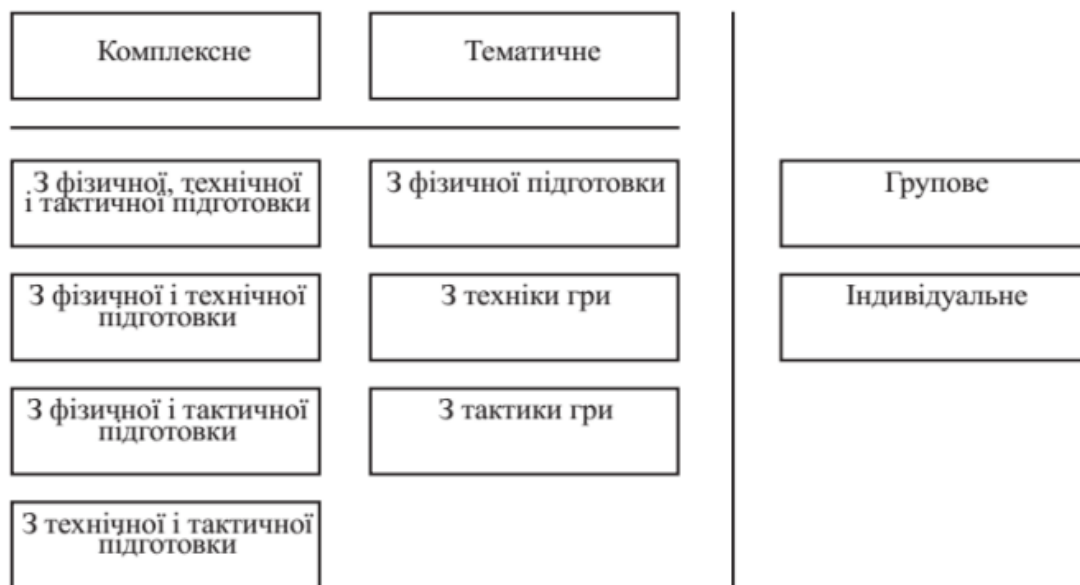 Комплексне
Тематичне
З фізичної, технічної
і тактичної підготовки
З фізичної підготовки
Групове
З фізичної і технічної
підготовки
З техніки гри
Індивідуальне
З фізичної і тактичної
підготовки
З тактики гри
З технічної і тактичної
підготовки